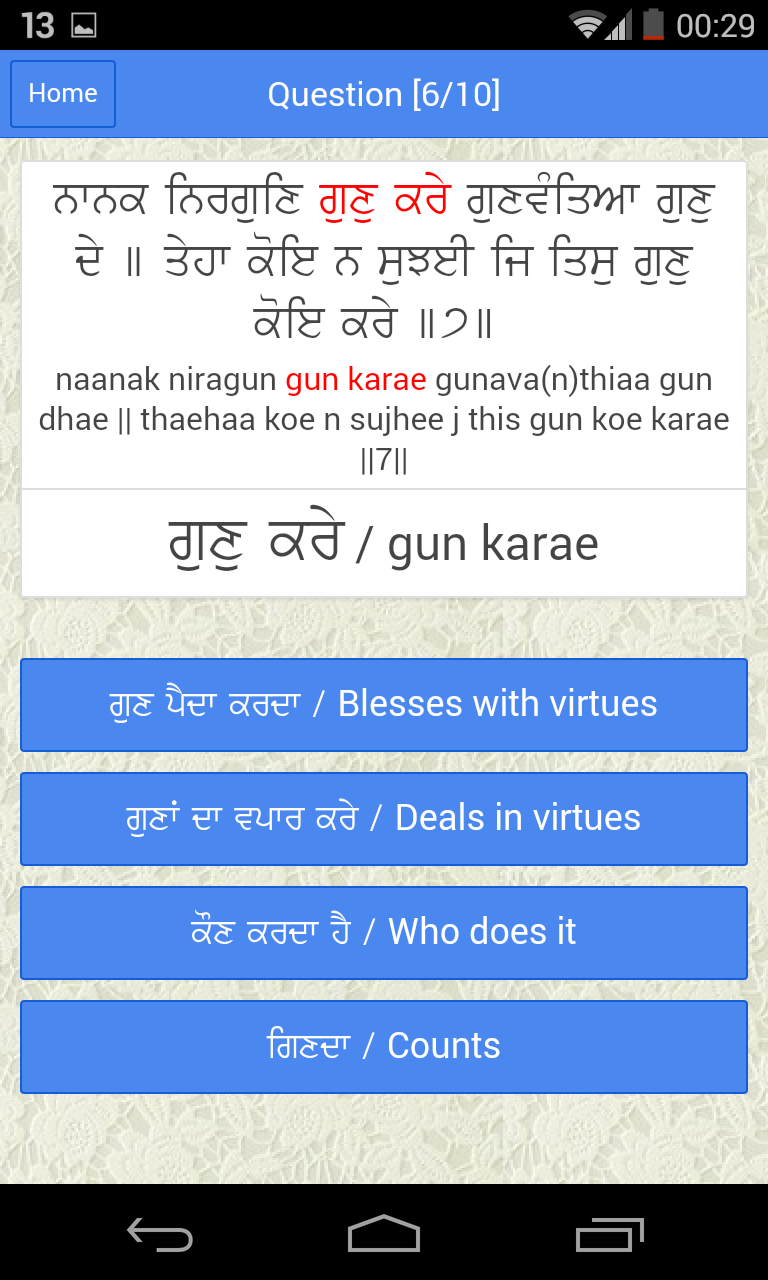 13 00:29
Home Question [6/10]
ਨਾਨਕ ਨਿਰਗੁਣਿ ਗੁਣੁ ਕਰੇ ਗੁਣਵੰਤਿਆ ਗੁਣੁ
ਦੇ ॥ ਤੇਹਾ ਕੋਇ ਨ ਸੁਝਈ ਜਿ ਤਿਸੁ ਗੁਣੁ
ਕੋਇ ਕਰੇ ॥੭॥
naanak niragun gun karae gunava(n)thiaa gun
dhae || thaehaa koe n sujhee j this gun koe karae
||7||
ਗੁਣੁ ਕਰੇ / gun karae
ਗੁਣ ਪੈਦਾ ਕਰਦਾ / Blesses with virtues
ਗੁਣਾਂ ਦਾ ਵਪਾਰ ਕਰੇ / Deals in virtues
ਕੌਣ ਕਰਦਾ ਹੈ / Who does it
ਗਿਣਦਾ / Counts